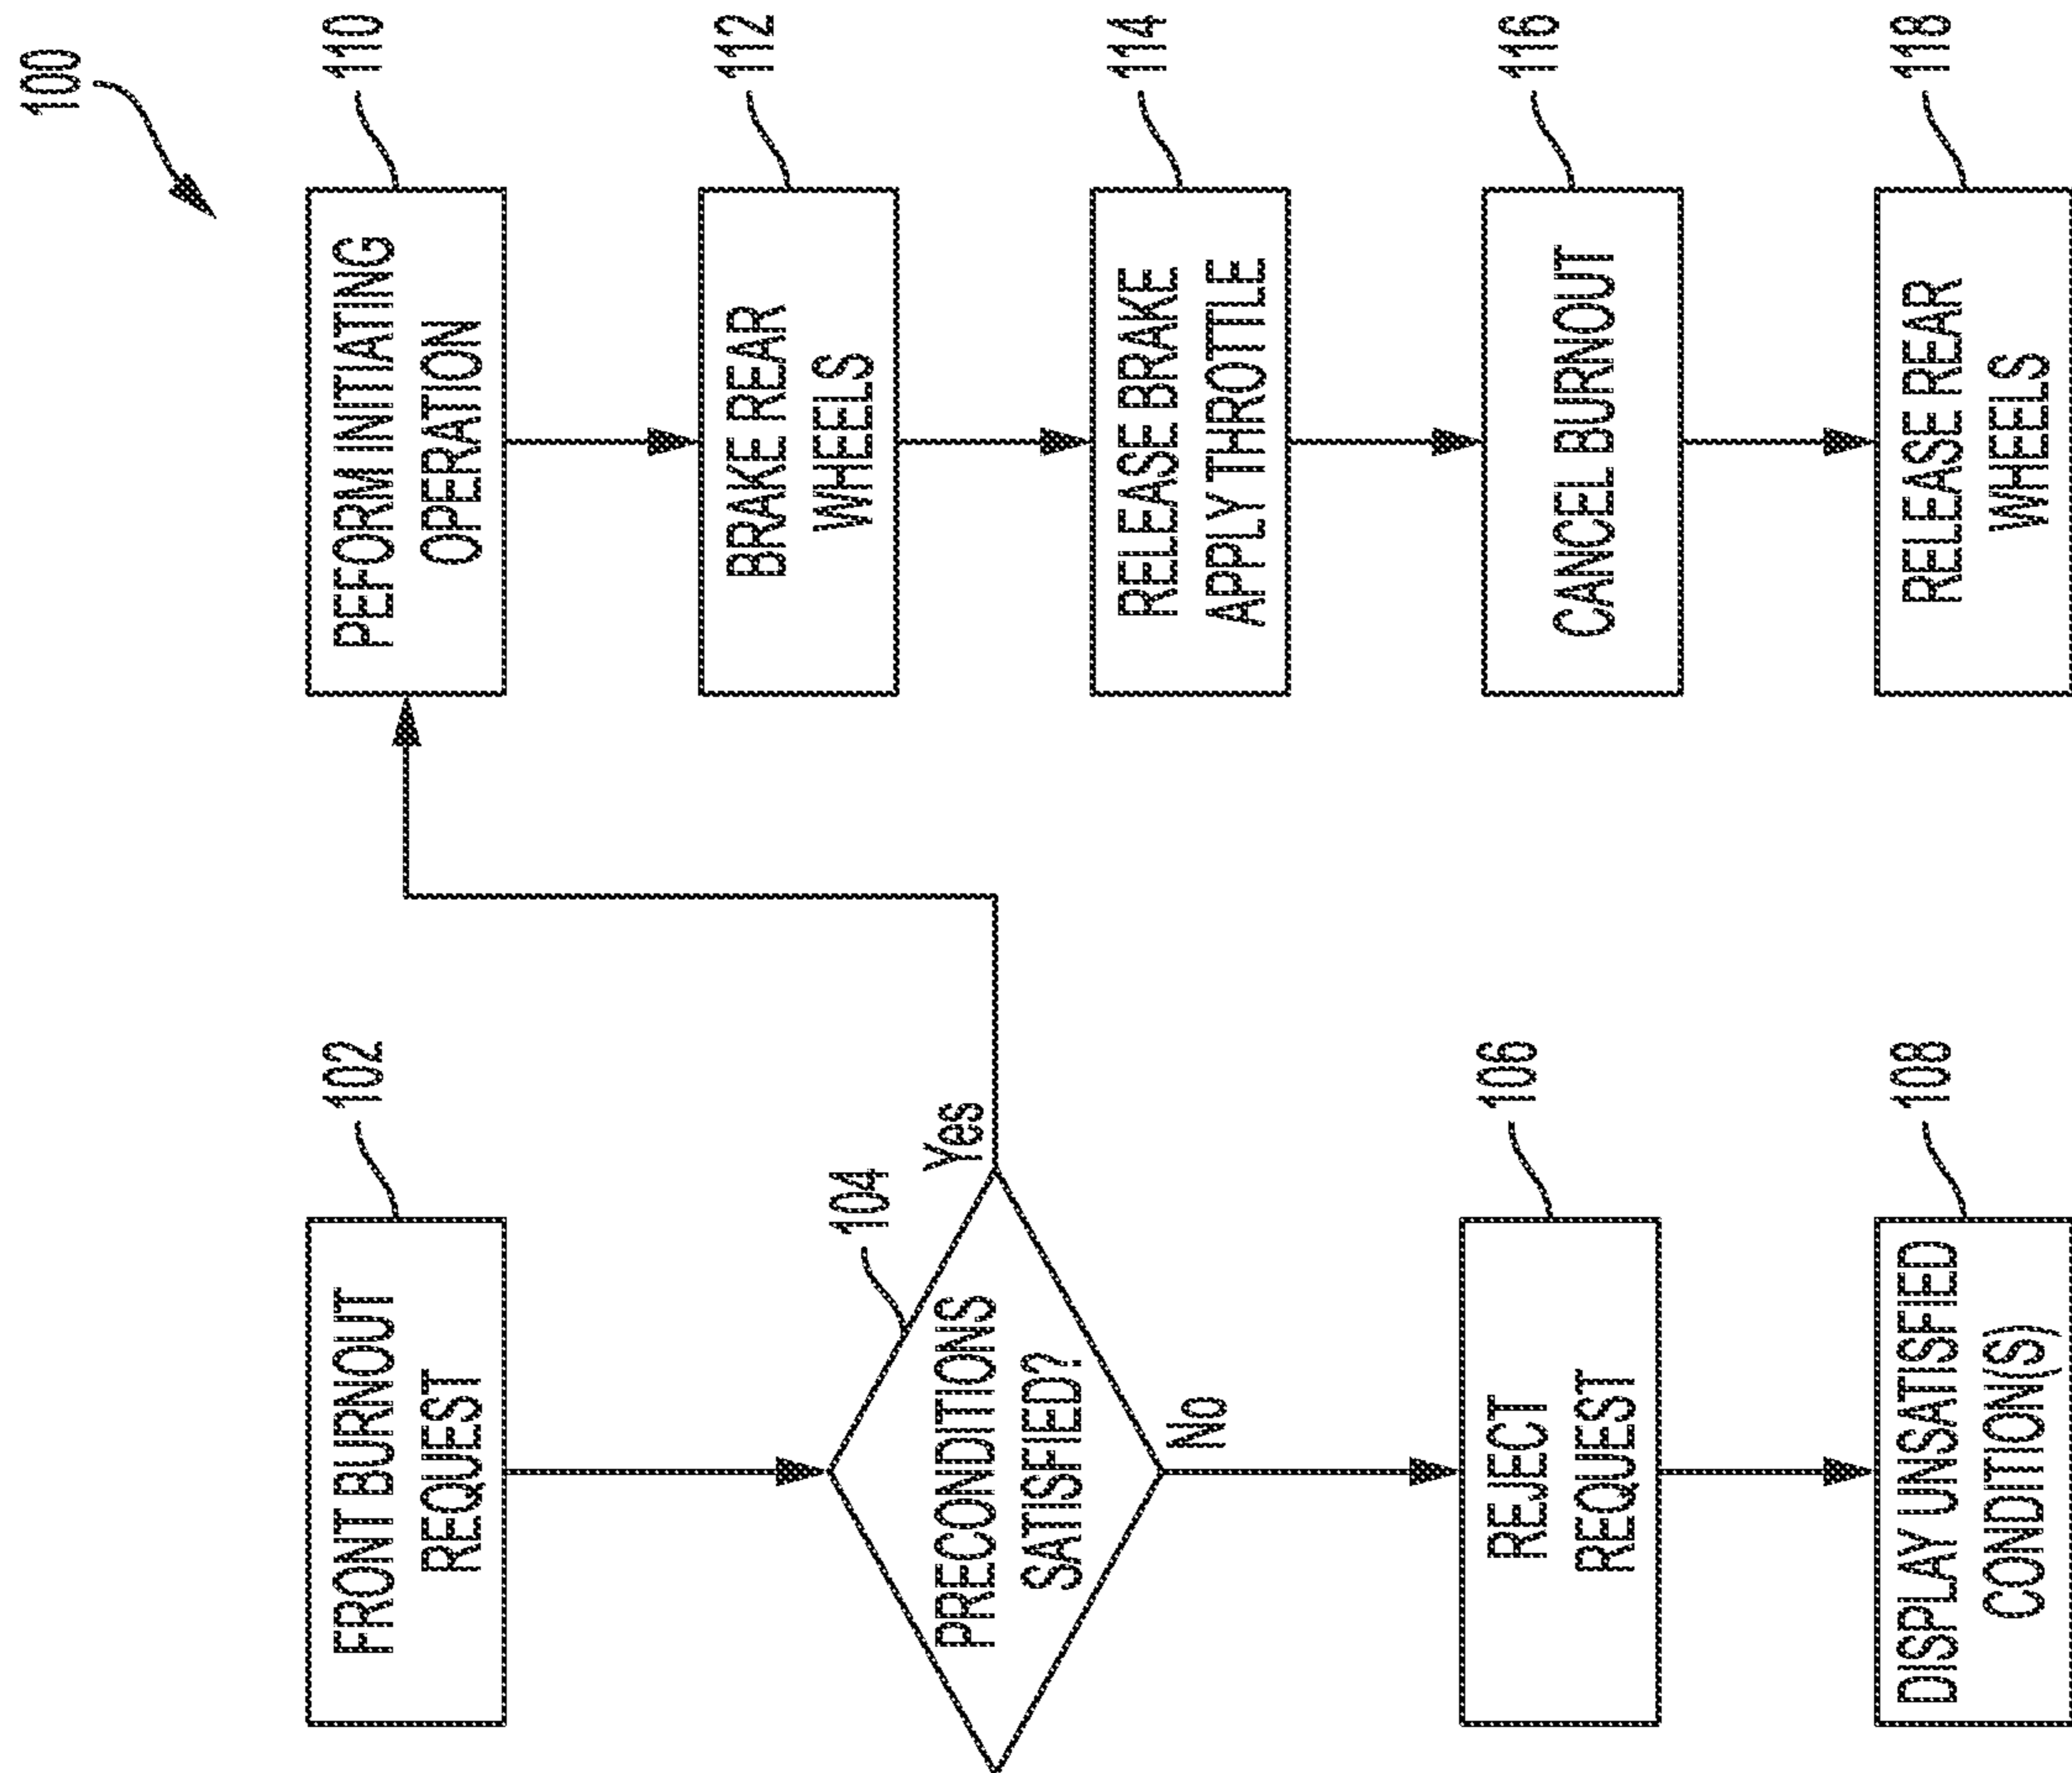 100
102
FRONT BURNOUT
REQUEST
104
PRECONDITIONS
SATISFIED?
Yes
No
106
REJECT
REQUEST
108
DISPLAY UNSATISFIED
CONDITION(S)
110
PEFORM INITIATING
OPERATION
112
BRAKE REAR
WHEELS
114
RELEASE BRAKE
APPLY THROTTLE
116
CANCEL BURNOUT
118
RELEASE REAR
WHEELS